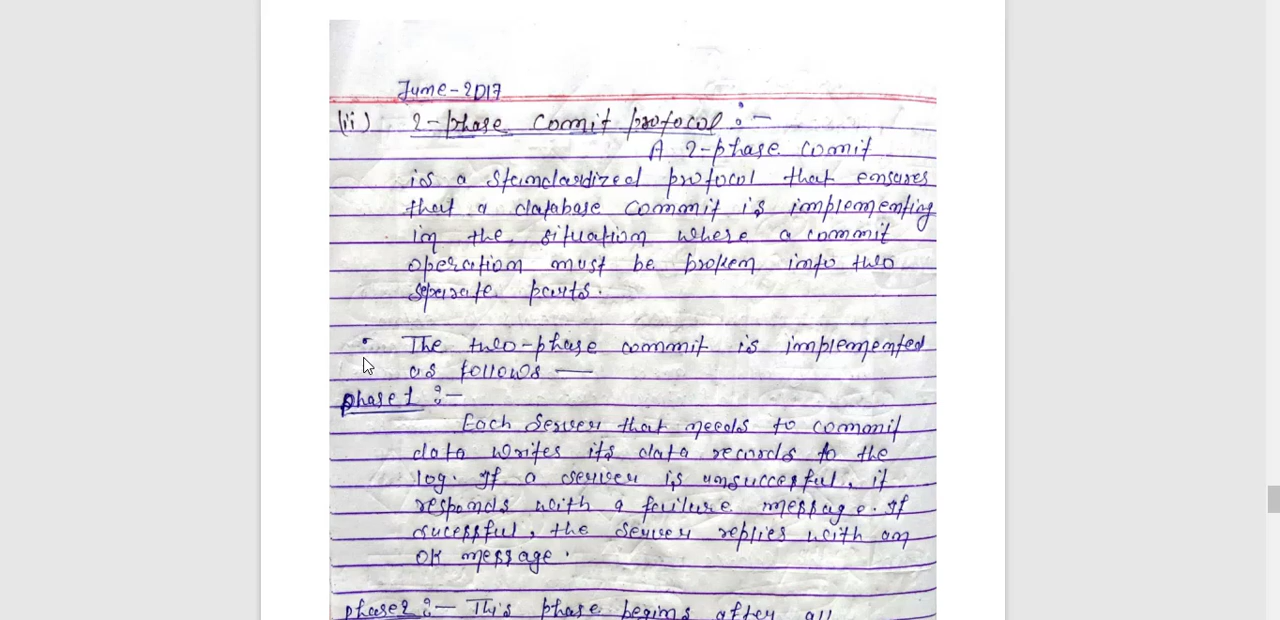 June-2017
(ii) 2-phase comit protocol :-
A 2-phase comit
is a standardized protocol that ensures
that a database commit is implementing
in the situation where a commit
operation must be broken into two
seperate parts.
• The two-phase commit is implemented
as follows —
phase 1 :-
Each server that needs to commit
data writes its data records to the
log. If a server is unsuccessful, it
responds with a failure message. If
sucessful, the server replies with an
OK message.
phase 2 :- This phase begins after all